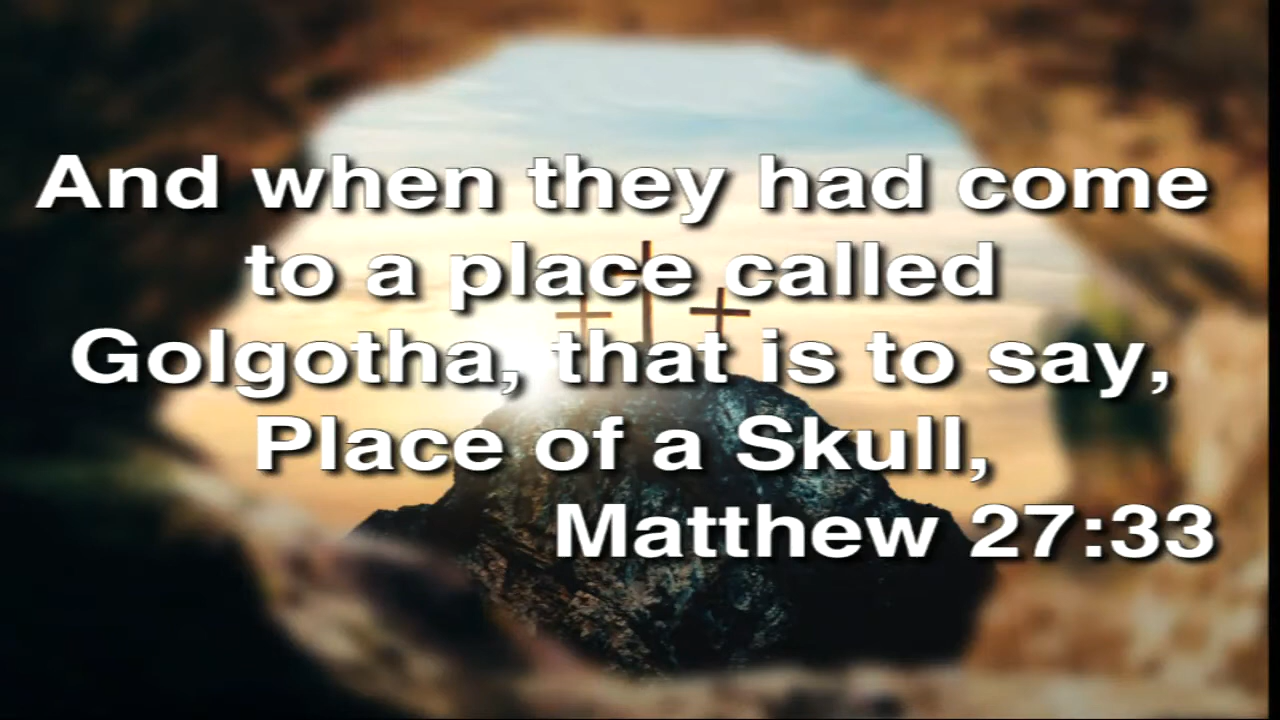 And when they had come
to a place called
Golgotha, that is to say,
Place of a Skull,
Matthew 27:33